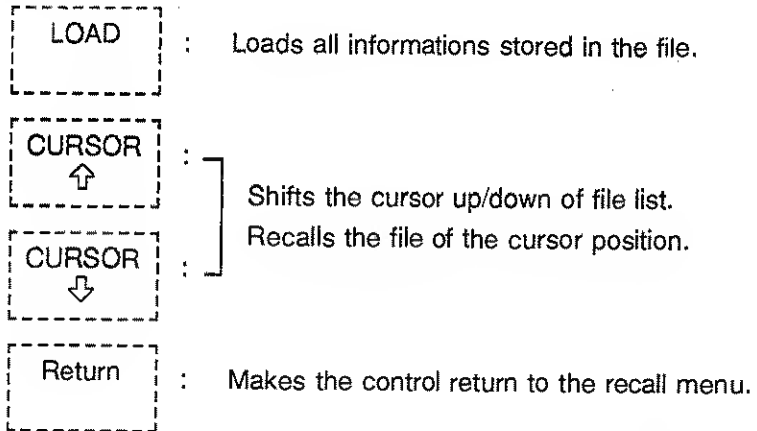 LOAD : Loads all informations stored in the file.
CURSOR :
⇧
Shifts the cursor up/down of file list.
Recalls the file of the cursor position.
CURSOR :
⇩
Return : Makes the control return to the recall menu.